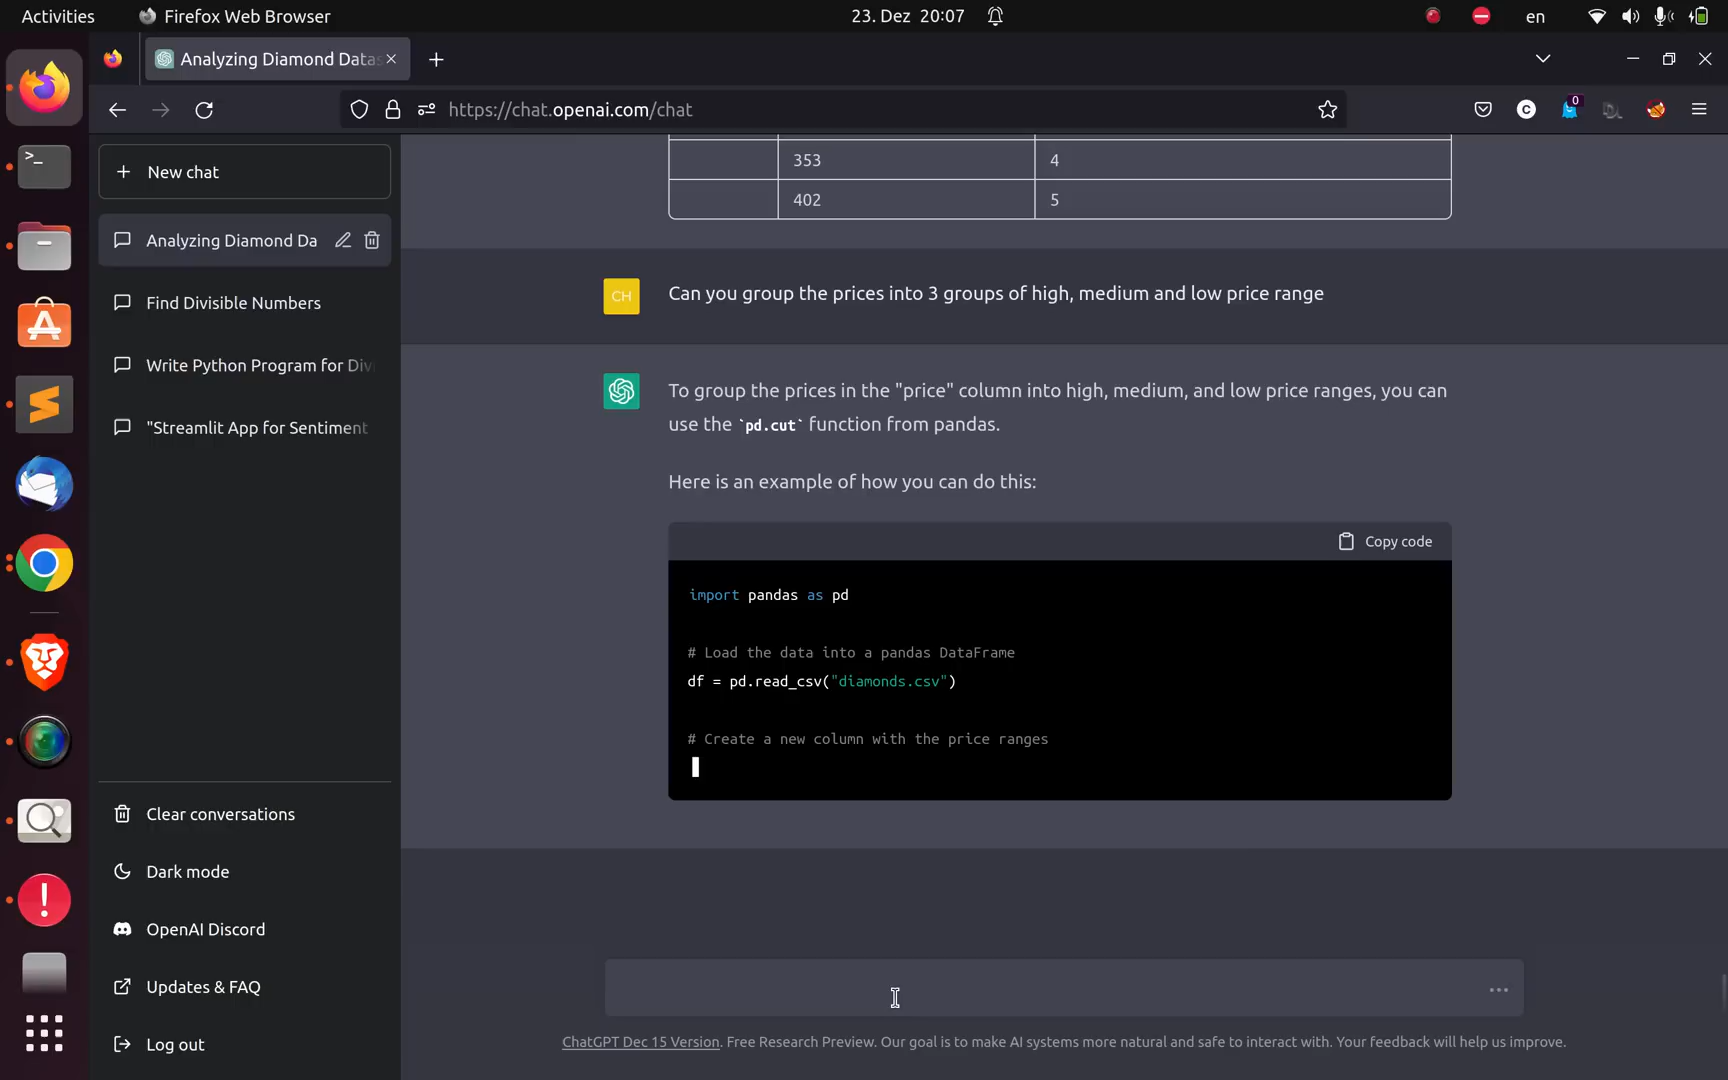 Activities
Firefox Web Browser
23. Dez 20:07
en
Analyzing Diamond Datas
https://chat.openai.com/chat
0
C
New chat
Analyzing Diamond Da
Find Divisible Numbers
Write Python Program for Divi
"Streamlit App for Sentiment
Clear conversations
Dark mode
OpenAI Discord
Updates & FAQ
Log out
353 4
402 5
CH
Can you group the prices into 3 groups of high, medium and low price range
To group the prices in the "price" column into high, medium, and low price ranges, you can
use the `pd.cut` function from pandas.
Here is an example of how you can do this:
Copy code
import pandas as pd
# Load the data into a pandas DataFrame
df = pd.read_csv("diamonds.csv")
# Create a new column with the price ranges
ChatGPT Dec 15 Version. Free Research Preview. Our goal is to make AI systems more natural and safe to interact with. Your feedback will help us improve.